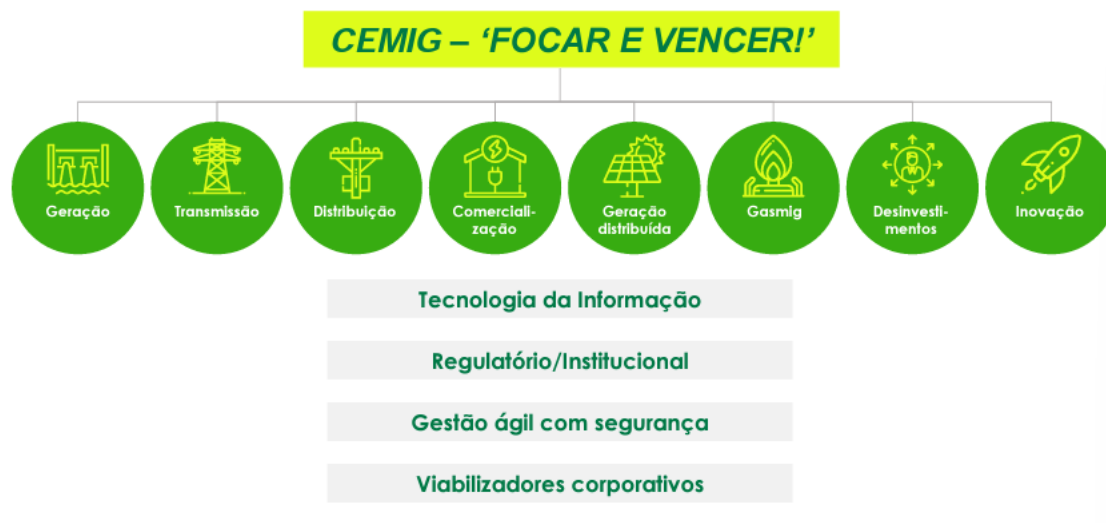 CEMIG – ‘FOCAR E VENCER!’
Geração
Transmissão
Distribuição
Comerciali-
zação
Geração
distribuída
Gasmig
Desinvesti-
mentos
Inovação
Tecnologia da Informação
Regulatório/Institucional
Gestão ágil com segurança
Viabilizadores corporativos